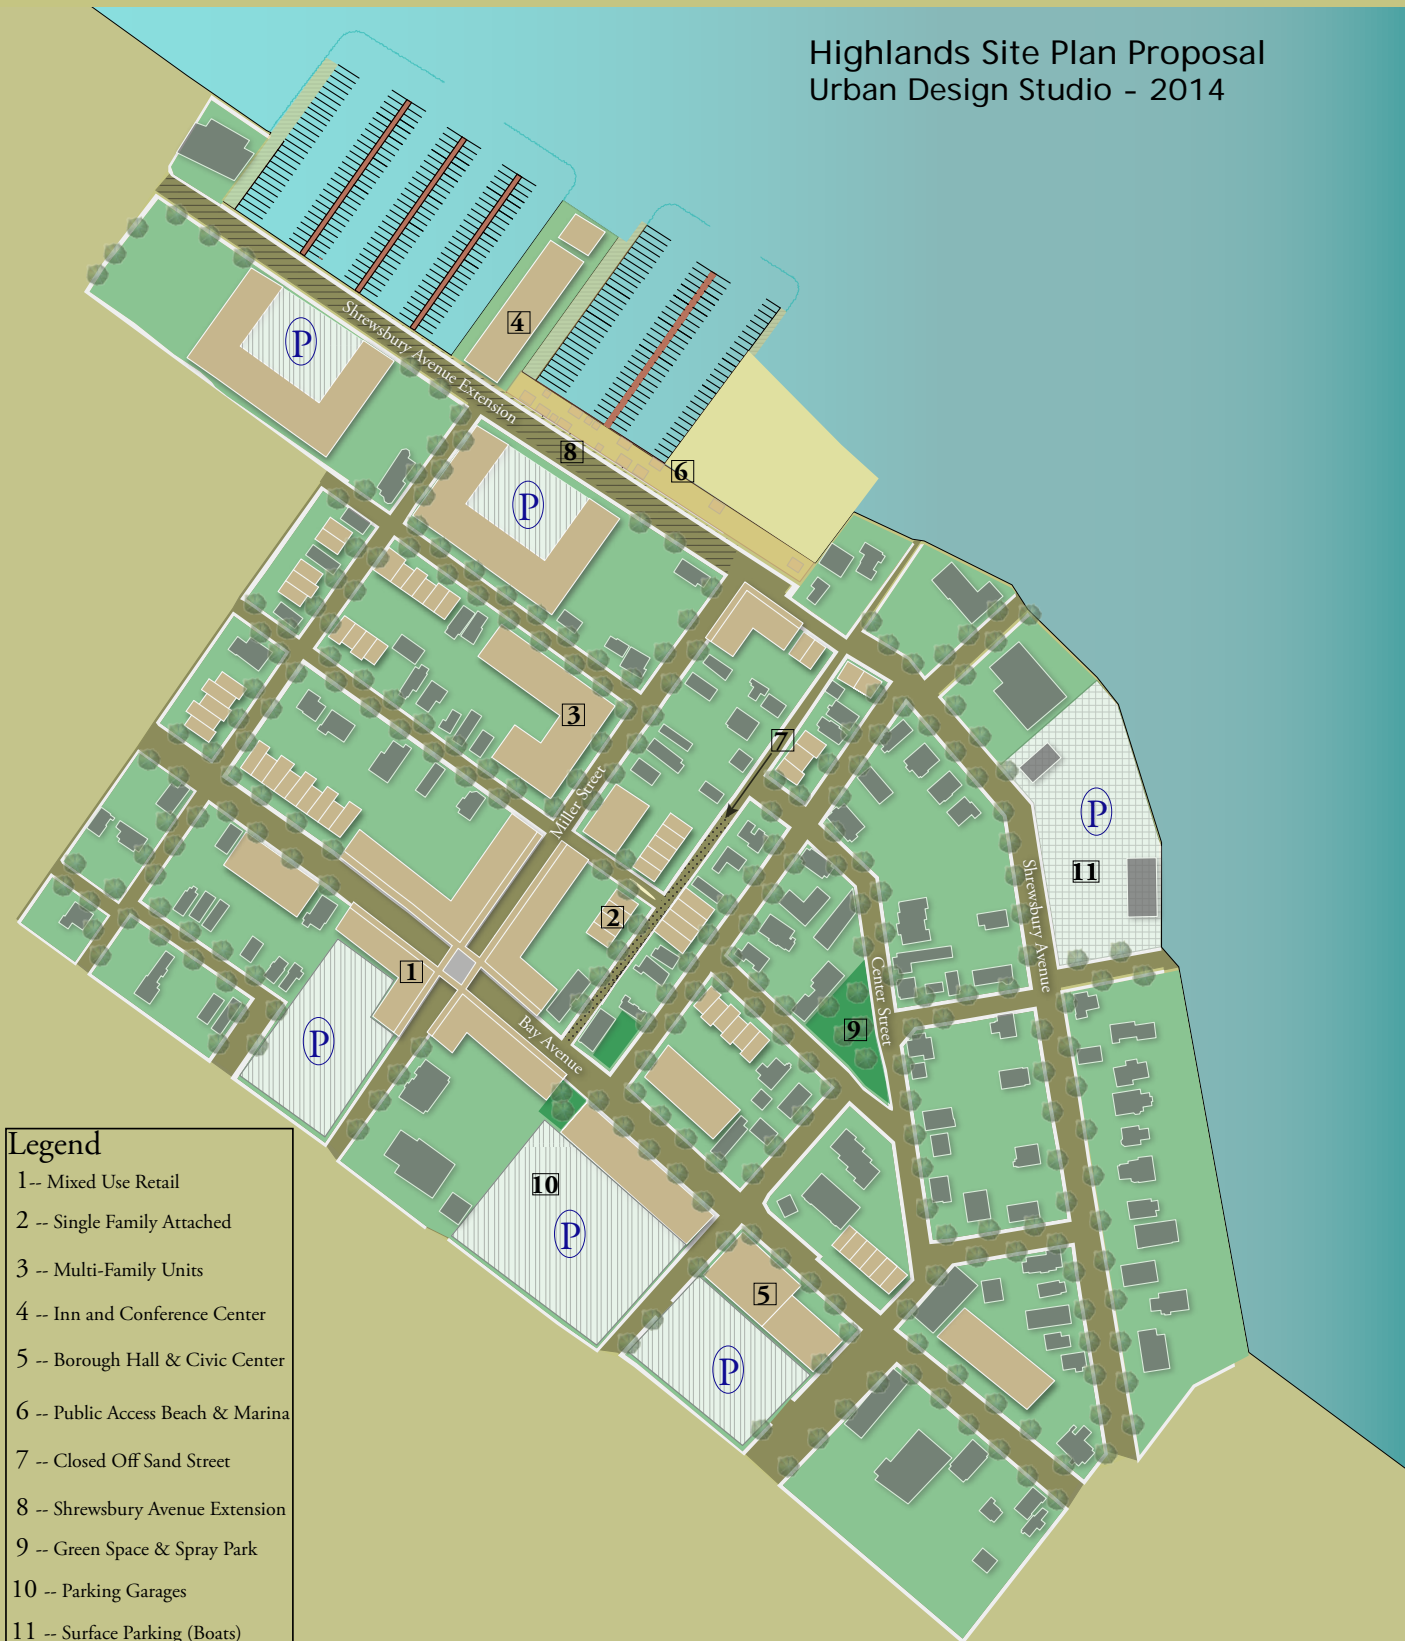 Highlands Site Plan Proposal
Urban Design Studio - 2014
P
Shrewsbury Avenue Extension
4
8
6
P
3
7
Miller Street
P
11
Shrewsbury Avenue
2
1
Center Street
9
P
Bay Avenue
10
P
5
P
Legend
1-- Mixed Use Retail
2 -- Single Family Attached
3 -- Multi-Family Units
4 -- Inn and Conference Center
5 -- Borough Hall & Civic Center
6 -- Public Access Beach & Marina
7 -- Closed Off Sand Street
8 -- Shrewsbury Avenue Extension
9 -- Green Space & Spray Park
10 -- Parking Garages
11 -- Surface Parking (Boats)